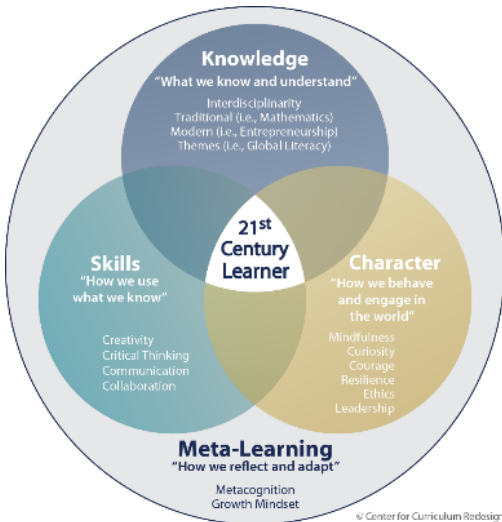 Knowledge
"What we know and understand"
Interdisciplinarity
Traditional (i.e., Mathematics)
Modern (i.e., Entrepreneurship)
Themes (i.e., Global Literacy)
21st
Century
Learner
Skills
"How we use
what we know"
Creativity
Critical Thinking
Communication
Collaboration
Character
"How we behave
and engage in
the world"
Mindfulness
Curiosity
Courage
Resilience
Ethics
Leadership
Meta-Learning
"How we reflect and adapt"
Metacognition
Growth Mindset
© Center for Curriculum Redesign